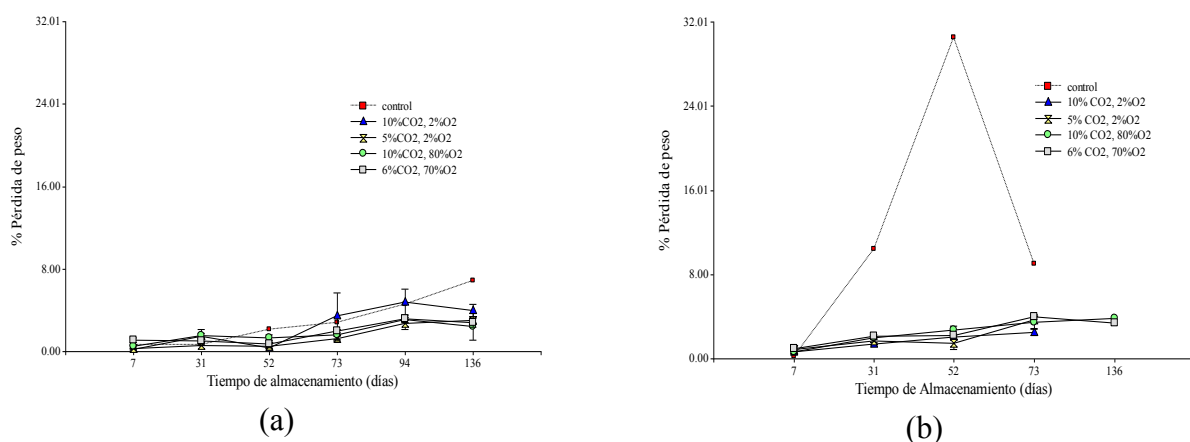 32.01
24.01
16.00
8.00
0.00
% Pérdida de peso
control
10%CO2, 2%O2
5%CO2, 2%O2
10%CO2, 80%O2
6%CO2, 70%O2
7 31 52 73 94 136
Tiempo de almacenamiento (días)
(a)
32.01
24.01
16.01
8.00
0.00
% Pérdida de peso
control
10% CO2, 2%O2
5% CO2, 2%O2
10% CO2, 80%O2
6% CO2, 70%O2
7 31 52 73 136
Tiempo de Almacenamiento (días)
(b)